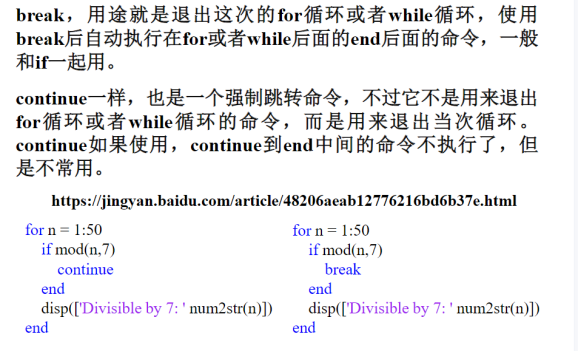 break，用途就是退出这次的for循环或者while循环，使用
break后自动执行在for或者while后面的end后面的命令，一般
和if一起用。
continue一样，也是一个强制跳转命令，不过它不是用来退出
for循环或者while循环的命令，而是用来退出当次循环。
continue如果使用，continue到end中间的命令不执行了，但
是不常用。
https://jingyan.baidu.com/article/48206aeab12776216bd6b37e.html
for n = 1:50
if mod(n,7)
continue
end
disp(['Divisible by 7: ' num2str(n)])
end
for n = 1:50
if mod(n,7)
break
end
disp(['Divisible by 7: ' num2str(n)])
end